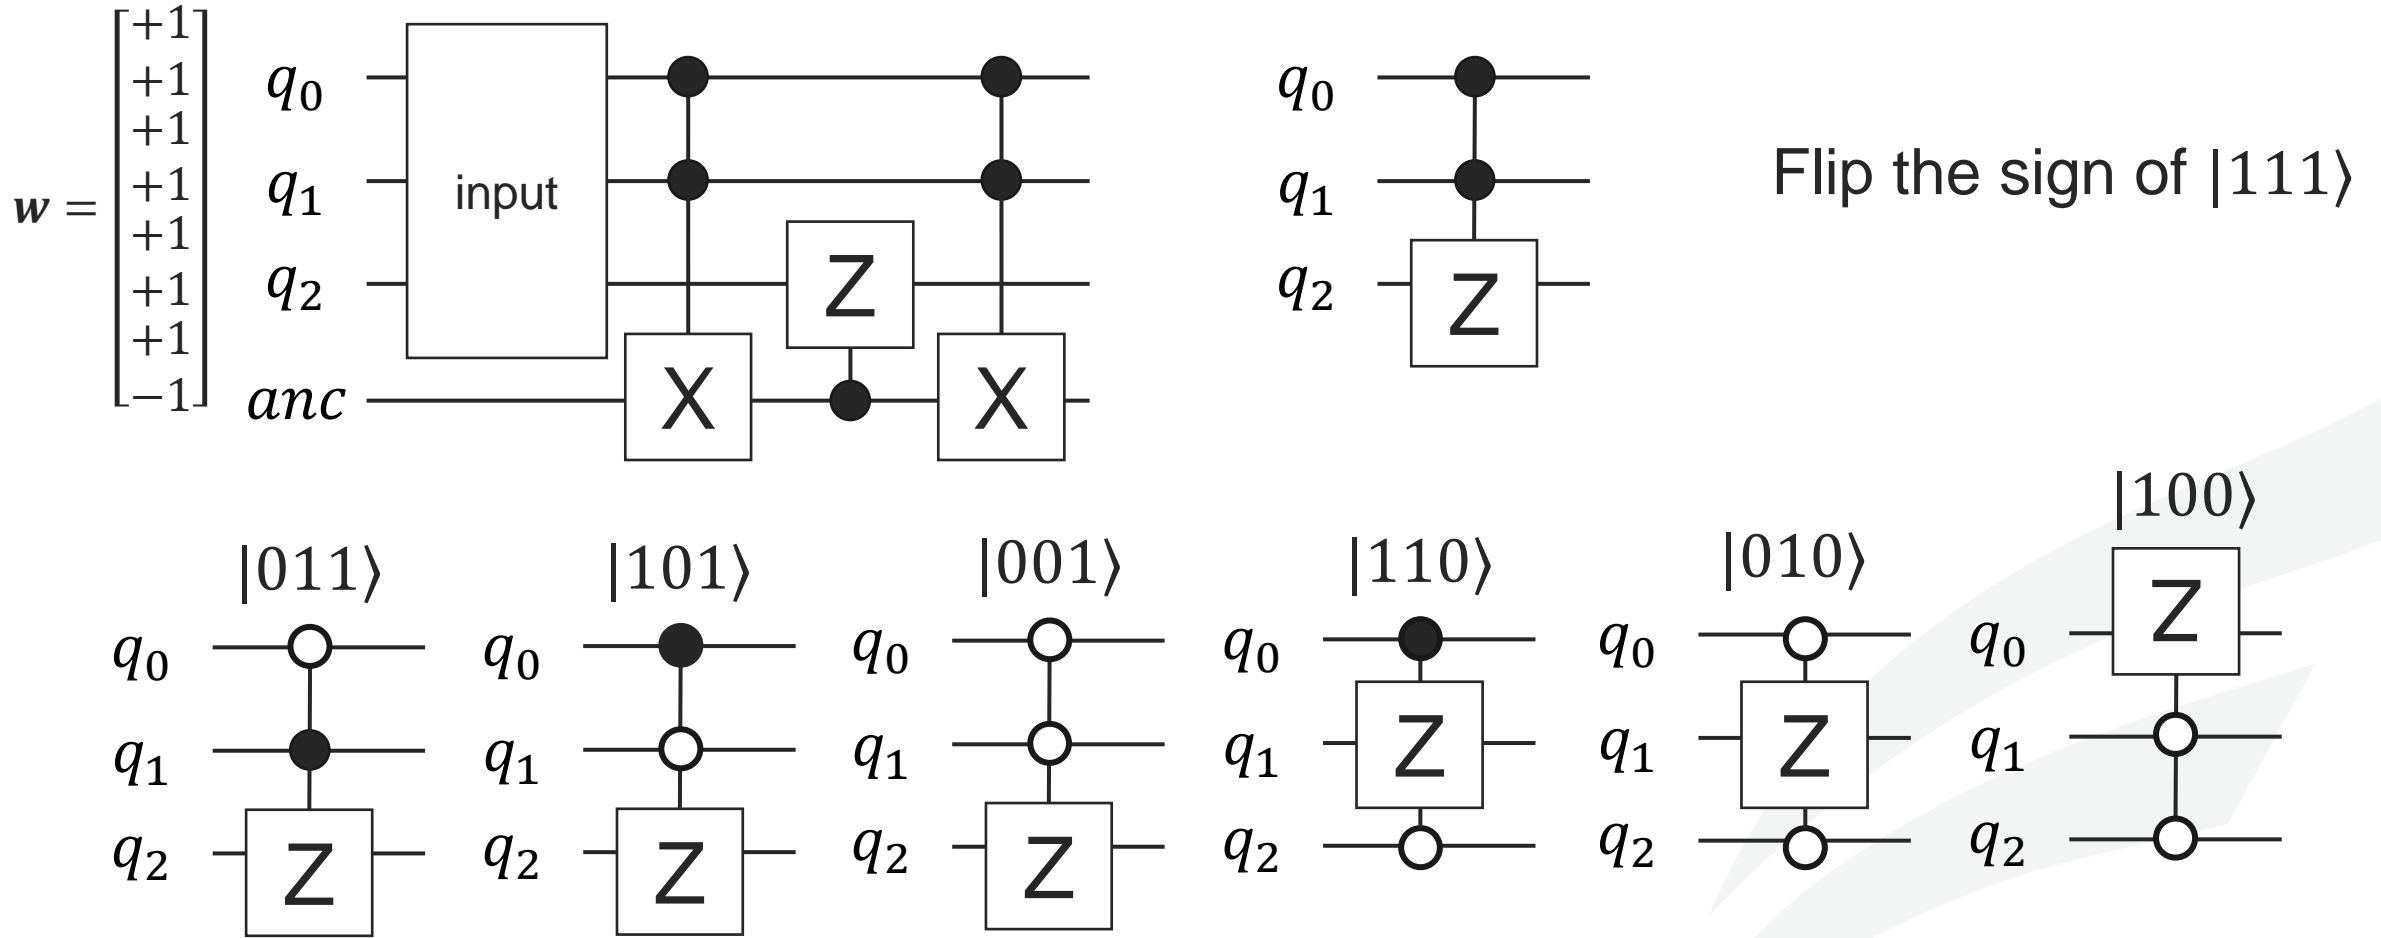 w = [+1 +1 +1 +1 +1 +1 +1 −1]
q₀
q₁
q₂
anc
input
X
Z
X
q₀
q₁
q₂
Z
Flip the sign of |111⟩
|011⟩
q₀
q₁
q₂
Z
|101⟩
q₀
q₁
q₂
Z
|001⟩
q₀
q₁
q₂
Z
|110⟩
q₀
q₁
q₂
Z
|010⟩
q₀
q₁
q₂
Z
|100⟩
q₀
q₁
q₂
Z